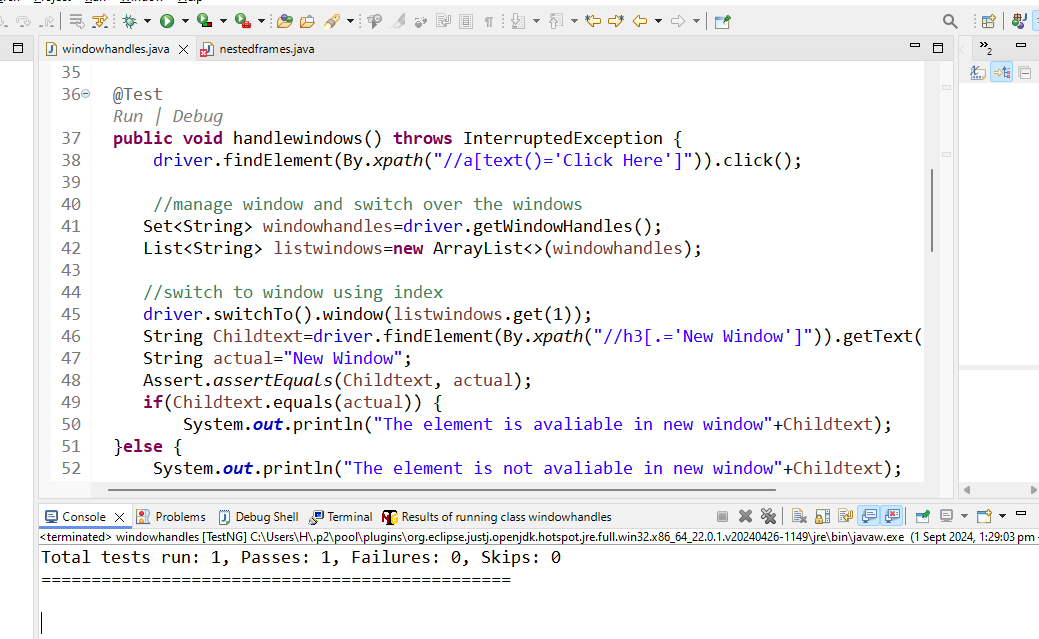 windowhandles.java
nestedframes.java
2
35
36 @Test
Run | Debug
37 public void handlewindows() throws InterruptedException {
38 driver.findElement(By.xpath("//a[text()='Click Here']")).click();
39
40 //manage window and switch over the windows
41 Set<String> windowhandles=driver.getWindowHandles();
42 List<String> listwindows=new ArrayList<>(windowhandles);
43
44 //switch to window using index
45 driver.switchTo().window(listwindows.get(1));
46 String Childtext=driver.findElement(By.xpath("//h3[.='New Window']")).getText(
47 String actual="New Window";
48 Assert.assertEquals(Childtext, actual);
49 if(Childtext.equals(actual)) {
50 System.out.println("The element is avaliable in new window"+Childtext);
51 }else {
52 System.out.println("The element is not avaliable in new window"+Childtext);
Console Problems Debug Shell Terminal Results of running class windowhandles
<terminated> windowhandles [TestNG] C:\Users\H\.p2\pool\plugins\org.eclipse.justj.openjdk.hotspot.jre.full.win32.x86_64_22.0.1.v20240426-1149\jre\bin\javaw.exe (1 Sept 2024, 1:29:03 pm -
Total tests run: 1, Passes: 1, Failures: 0, Skips: 0
===============================================